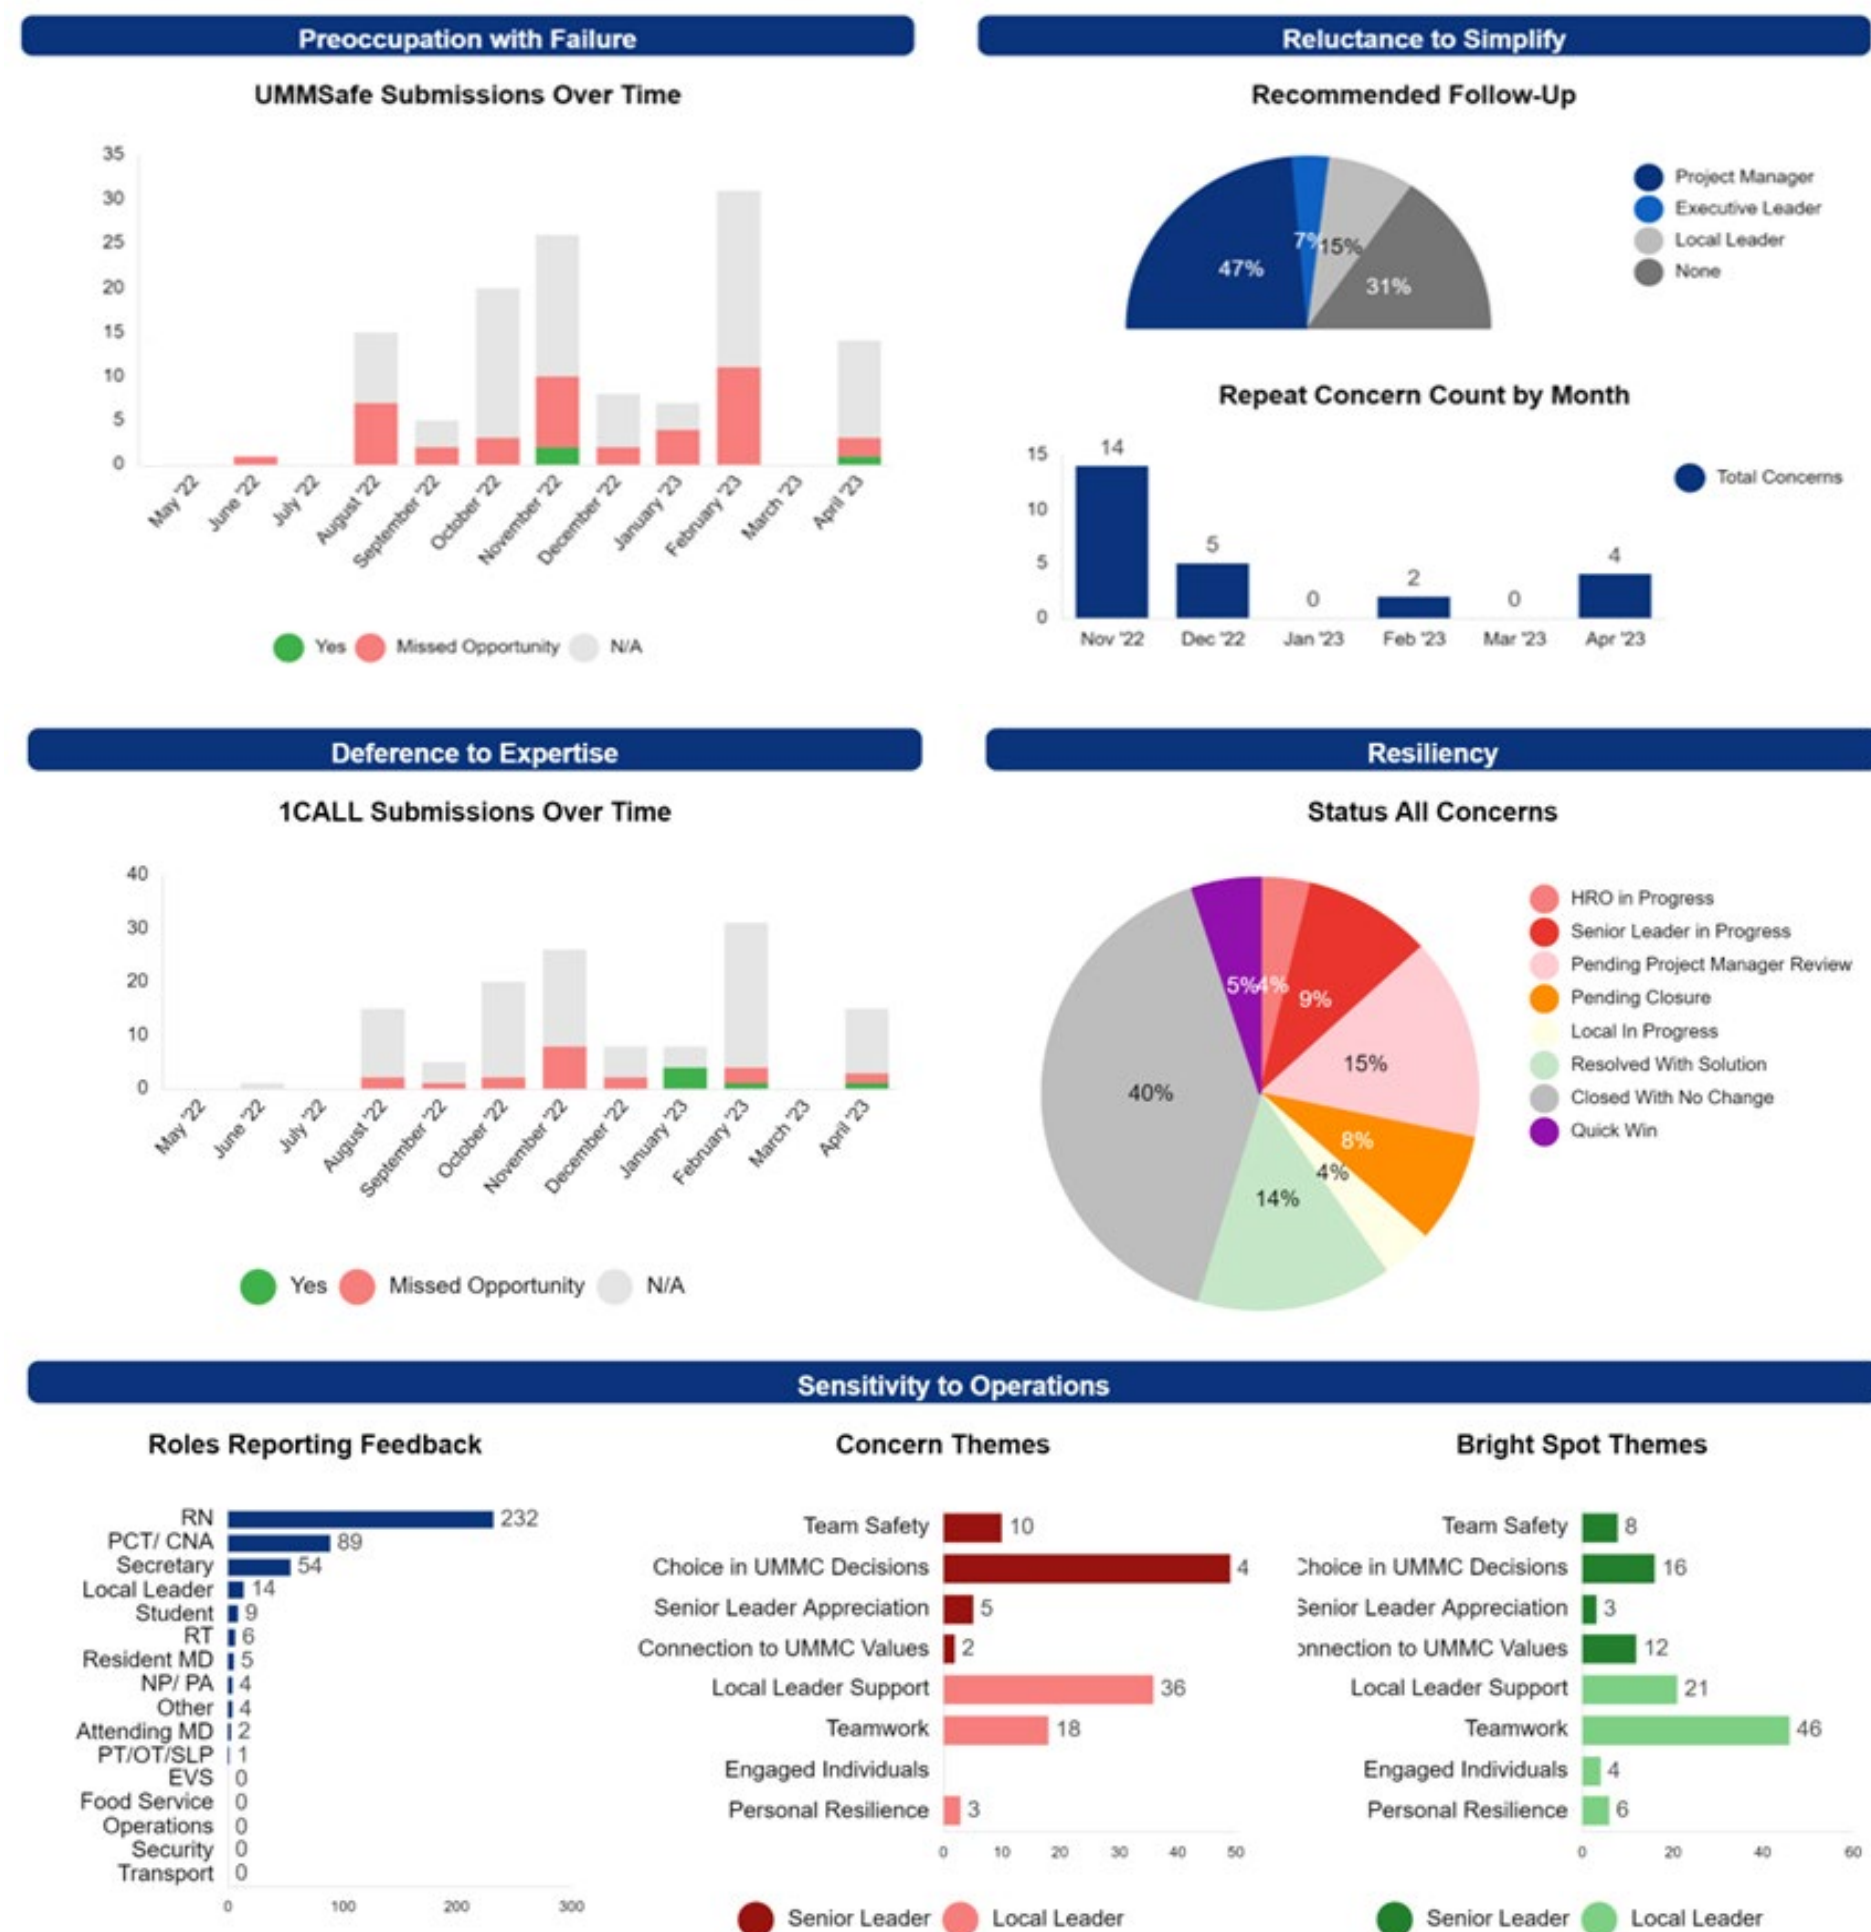 Preoccupation with Failure
UMMSafe Submissions Over Time
35
30
25
20
15
10
5
0
May '22
June '22
July '22
August '22
September '22
October '22
November '22
December '22
January '23
February '23
March '23
April '23
Yes Missed Opportunity N/A
Reluctance to Simplify
Recommended Follow-Up
47%
7%
15%
31%
Project Manager
Executive Leader
Local Leader
None
Repeat Concern Count by Month
15
10
5
0
14
5
0
2
0
4
Nov '22 Dec '22 Jan '23 Feb '23 Mar '23 Apr '23
Total Concerns
Deference to Expertise
1CALL Submissions Over Time
40
30
20
10
0
May '22
June '22
July '22
August '22
September '22
October '22
November '22
December '22
January '23
February '23
March '23
April '23
Yes Missed Opportunity N/A
Resiliency
Status All Concerns
5%
4%
9%
15%
8%
4%
14%
40%
HRO in Progress
Senior Leader in Progress
Pending Project Manager Review
Pending Closure
Local In Progress
Resolved With Solution
Closed With No Change
Quick Win
Sensitivity to Operations
Roles Reporting Feedback
RN 232
PCT/ CNA 89
Secretary 54
Local Leader 14
Student 9
RT 6
Resident MD 5
NP/ PA 4
Other 4
Attending MD 2
PT/OT/SLP 1
EVS 0
Food Service 0
Operations 0
Security 0
Transport 0
0 100 200 300
Concern Themes
Team Safety 10
Choice in UMMC Decisions 4
Senior Leader Appreciation 5
Connection to UMMC Values 2
Local Leader Support 36
Teamwork 18
Engaged Individuals
Personal Resilience 3
0 10 20 30 40 50
Senior Leader Local Leader
Bright Spot Themes
Team Safety 8
Choice in UMMC Decisions 16
Senior Leader Appreciation 3
onnection to UMMC Values 12
Local Leader Support 21
Teamwork 46
Engaged Individuals 4
Personal Resilience 6
0 20 40 60
Senior Leader Local Leader